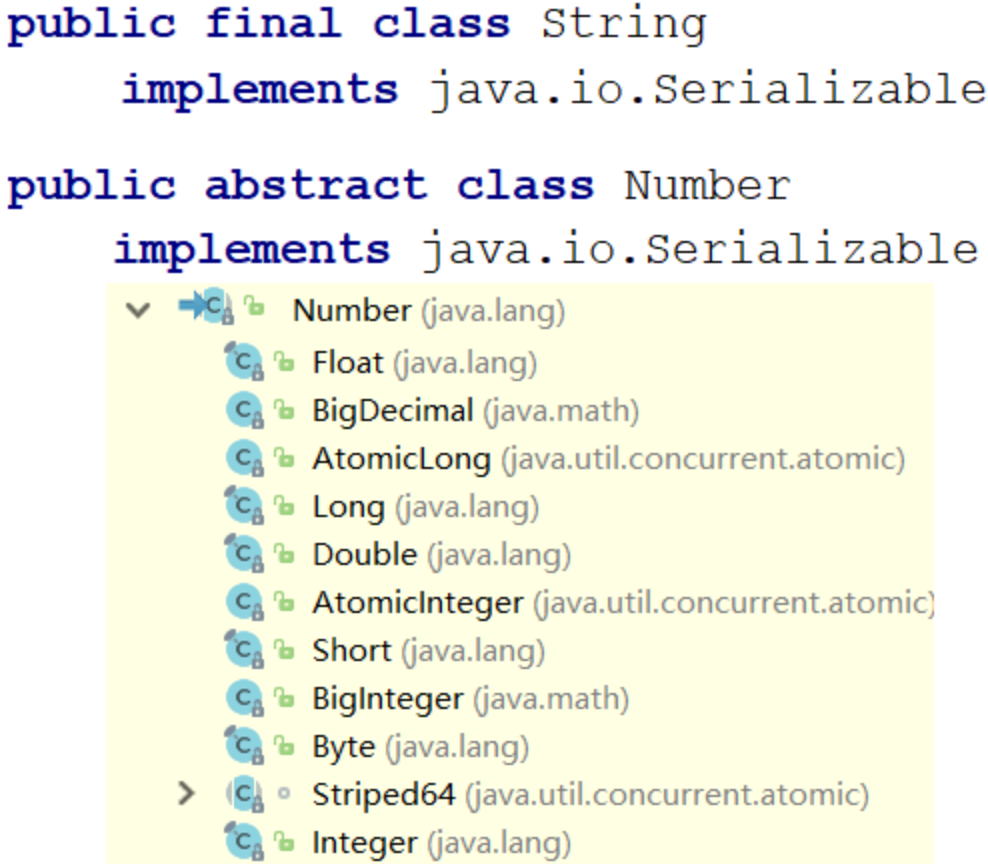 public final class String
implements java.io.Serializable
public abstract class Number
implements java.io.Serializable
Number (java.lang)
Float (java.lang)
BigDecimal (java.math)
AtomicLong (java.util.concurrent.atomic)
Long (java.lang)
Double (java.lang)
AtomicInteger (java.util.concurrent.atomic)
Short (java.lang)
BigInteger (java.math)
Byte (java.lang)
Striped64 (java.util.concurrent.atomic)
Integer (java.lang)